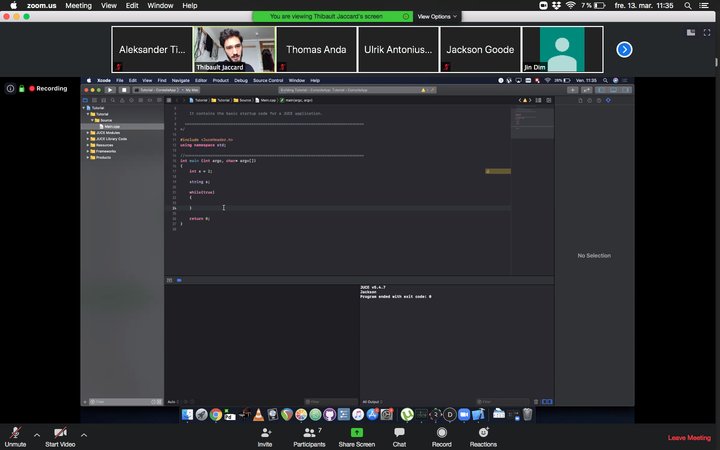 zoom.us Meeting View Edit Window Help 7 % fre. 13. mar. 11:35
You are viewing Thibault Jaccard's screen View Options
Aleksander Ti... Thibault Jaccard Thomas Anda Ulrik Antonius... Jackson Goode Jin Dim
Recording
Xcode File Edit View Find Navigate Editor Product Debug Source Control Window Help Ven. 11:35
Tutorial
Tutorial
Source
Main.cpp
JUCE Modules
JUCE Library Code
Resources
Frameworks
Products
It contains the basic startup code for a JUCE application.
*/
#include <JuceHeader.h>
using namespace std;
int main (int argc, char* argv[])
{
int a = 2;
string s;
while(true)
{
}
return 0;
}
No Selection
JUCE v5.4.7
Jackson
Program ended with exit code: 0
Auto
All Output
Filter
Unmute Start Video Invite Participants 7 Share Screen Chat Record Reactions Leave Meeting